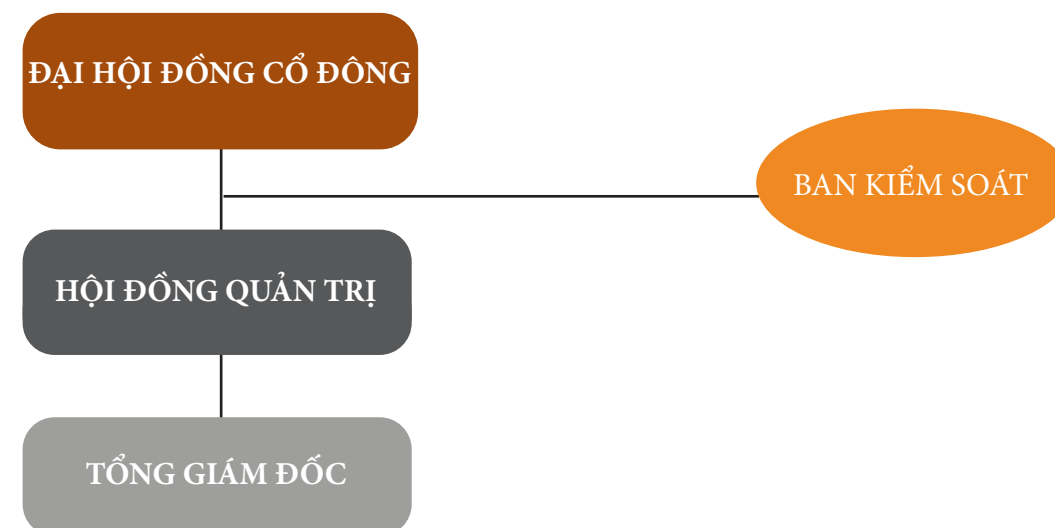 ĐẠI HỘI ĐỒNG CỔ ĐÔNG
BAN KIỂM SOÁT
HỘI ĐỒNG QUẢN TRỊ
TỔNG GIÁM ĐỐC